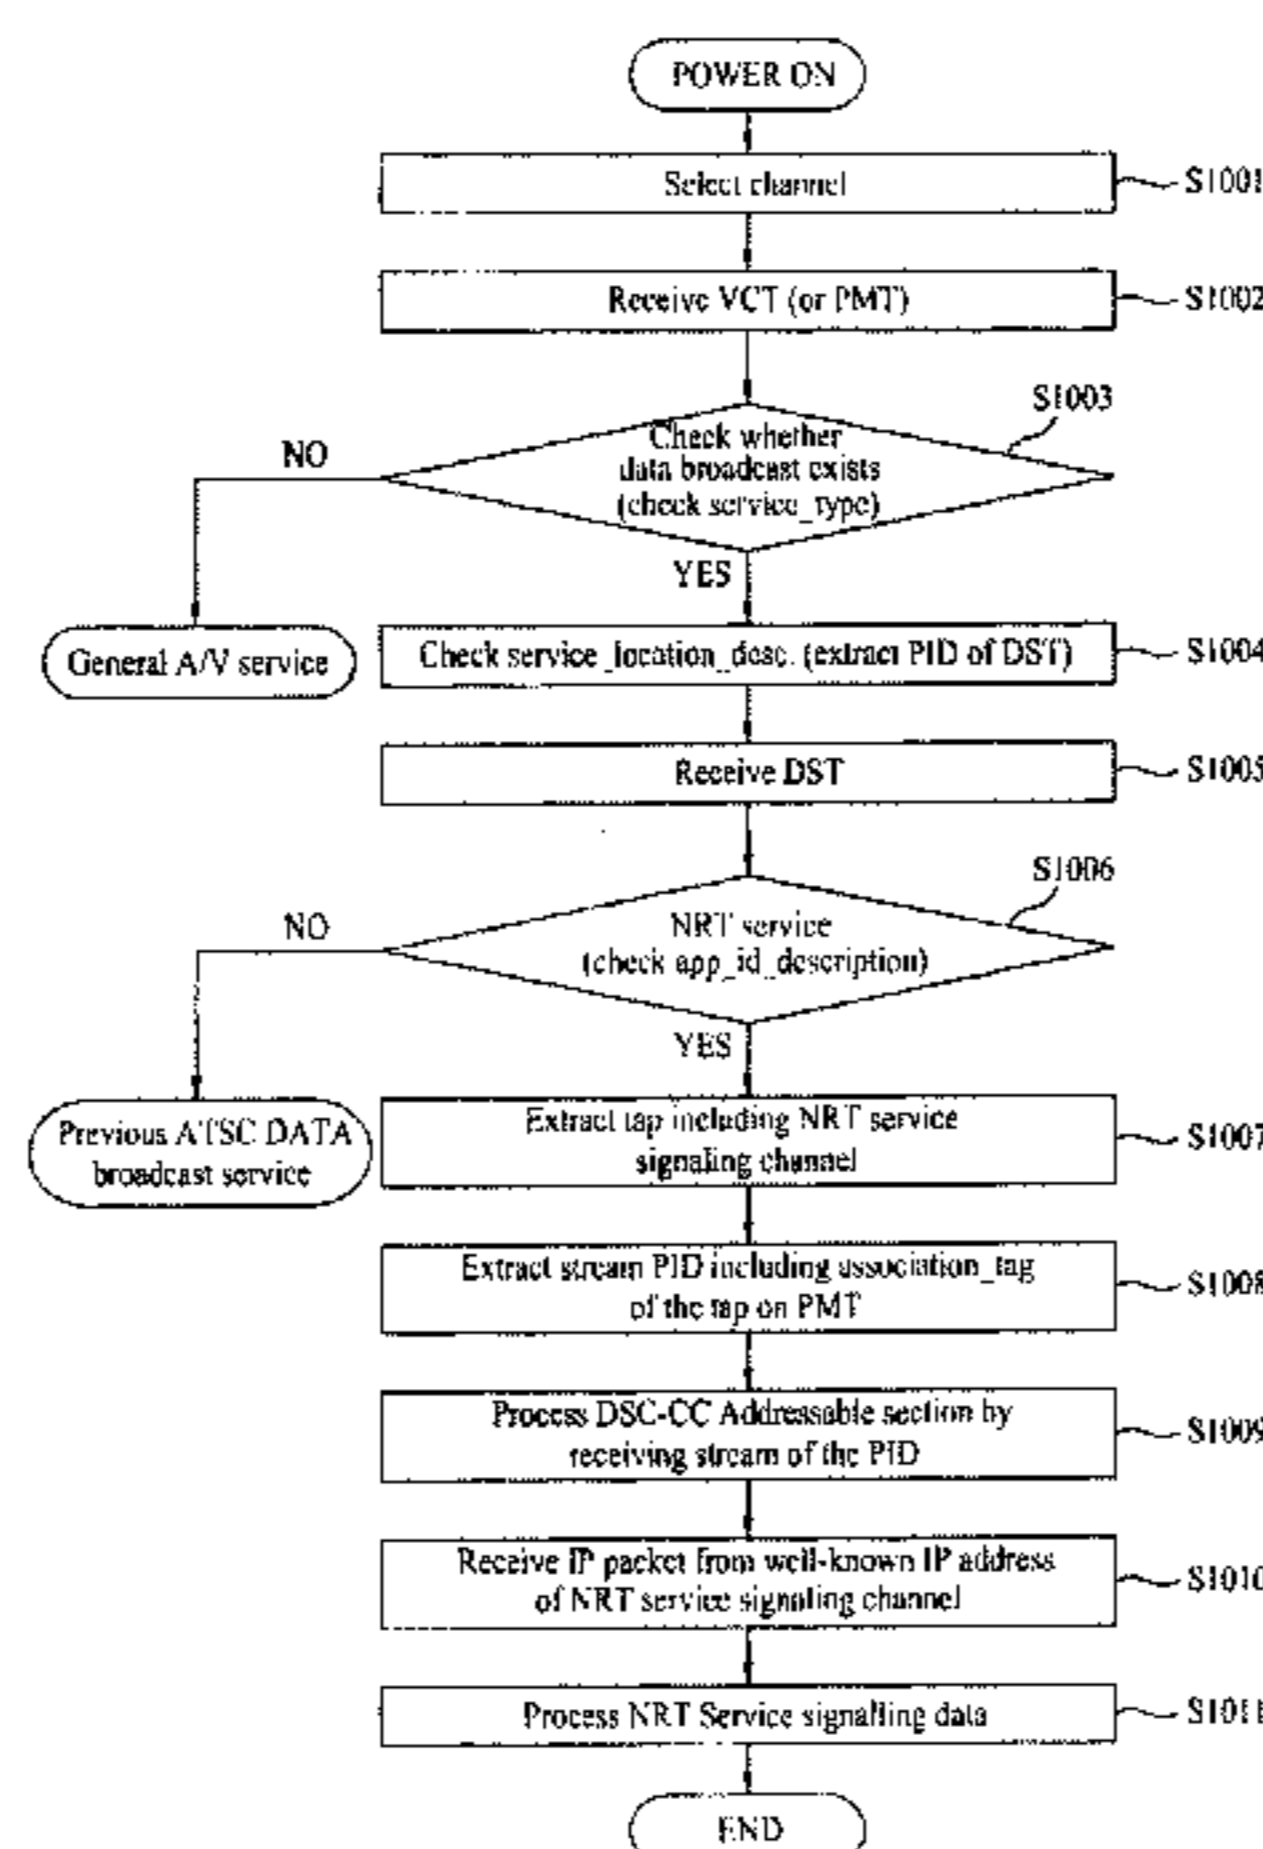 POWER ON
Select channel
S1001
Receive VCT (or PMT)
S1002
S1003
Check whether
data broadcast exists
(check service_type)
NO
YES
General A/V service
Check service_location_desc. (extract PID of DST)
S1004
Receive DST
S1005
S1006
NRT service
(check app_id_description)
NO
YES
Previous ATSC DATA
broadcast service
Extract tap including NRT service
signaling channel
S1007
Extract stream PID including association_tag
of the tap on PMT
S1008
Process DSC-CC Addressable section by
receiving stream of the PID
S1009
Receive IP packet from well-known IP address
of NRT service signaling channel
S1010
Process NRT Service signalling data
S1011
END